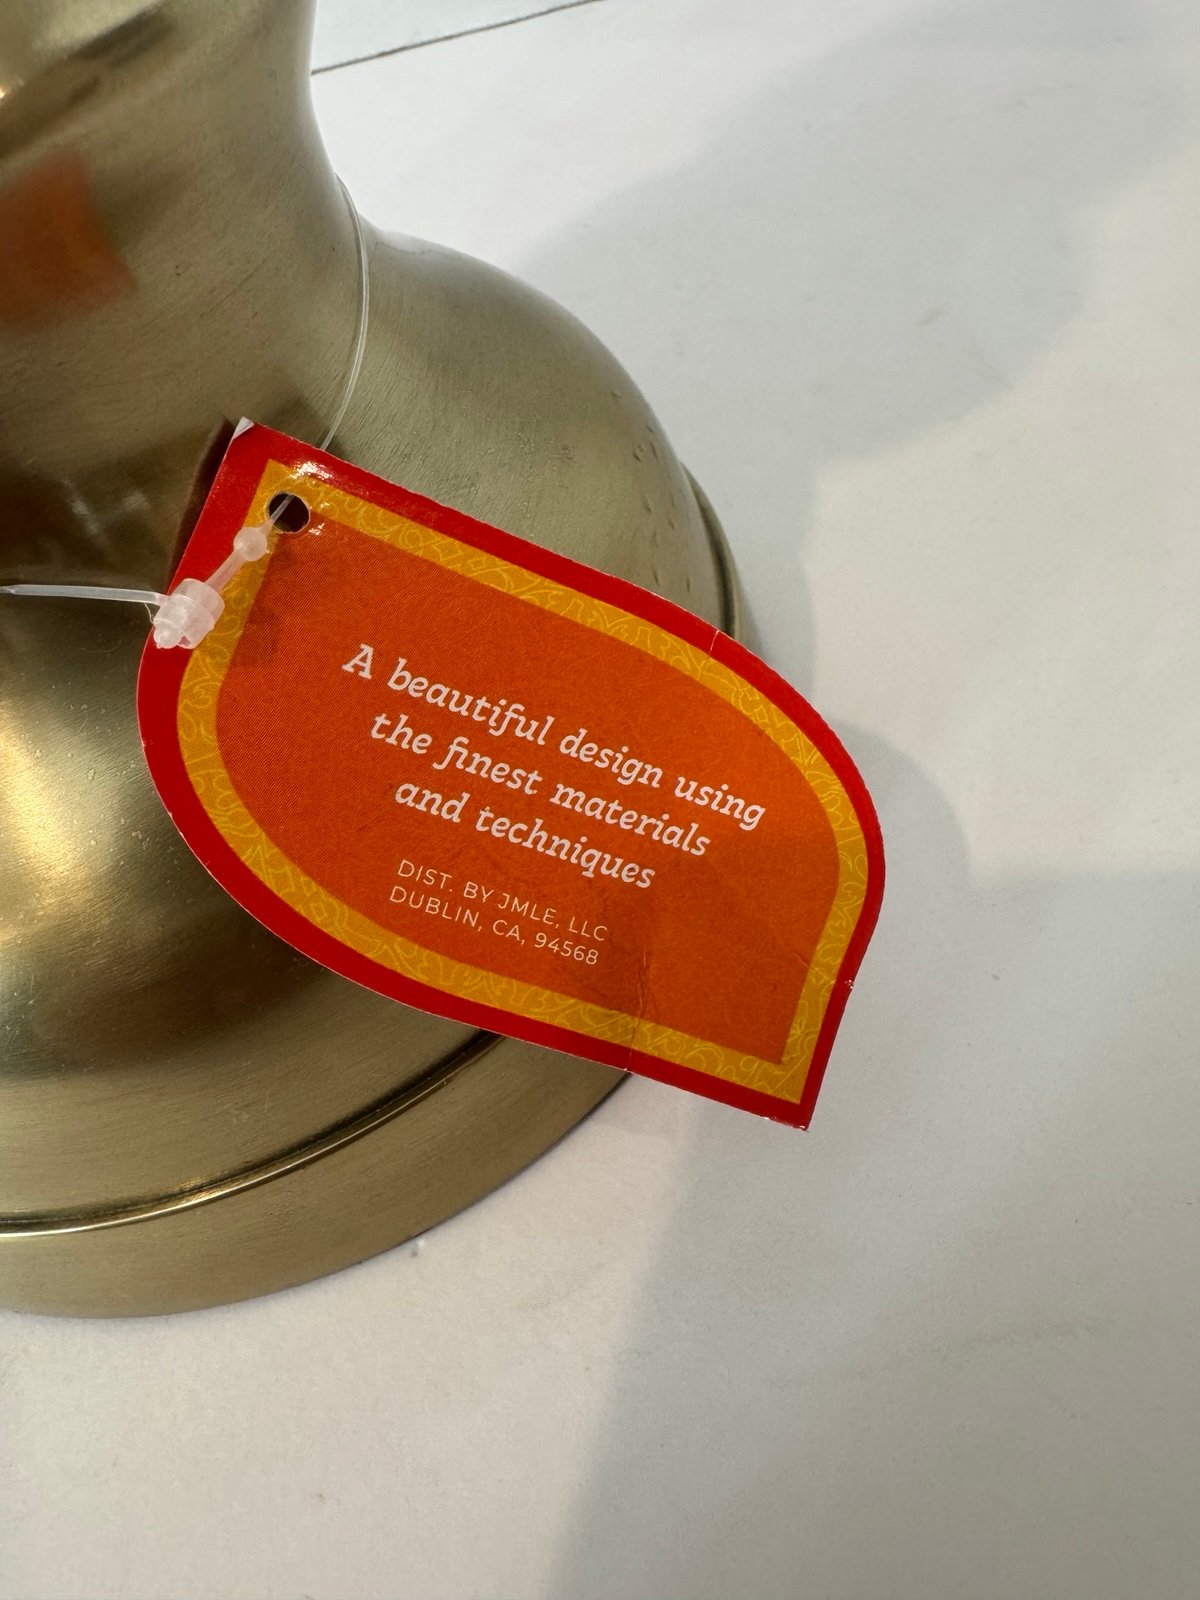 A beautiful design using
the finest materials
and techniques
DIST. BY JMLE, LLC
DUBLIN, CA, 94568